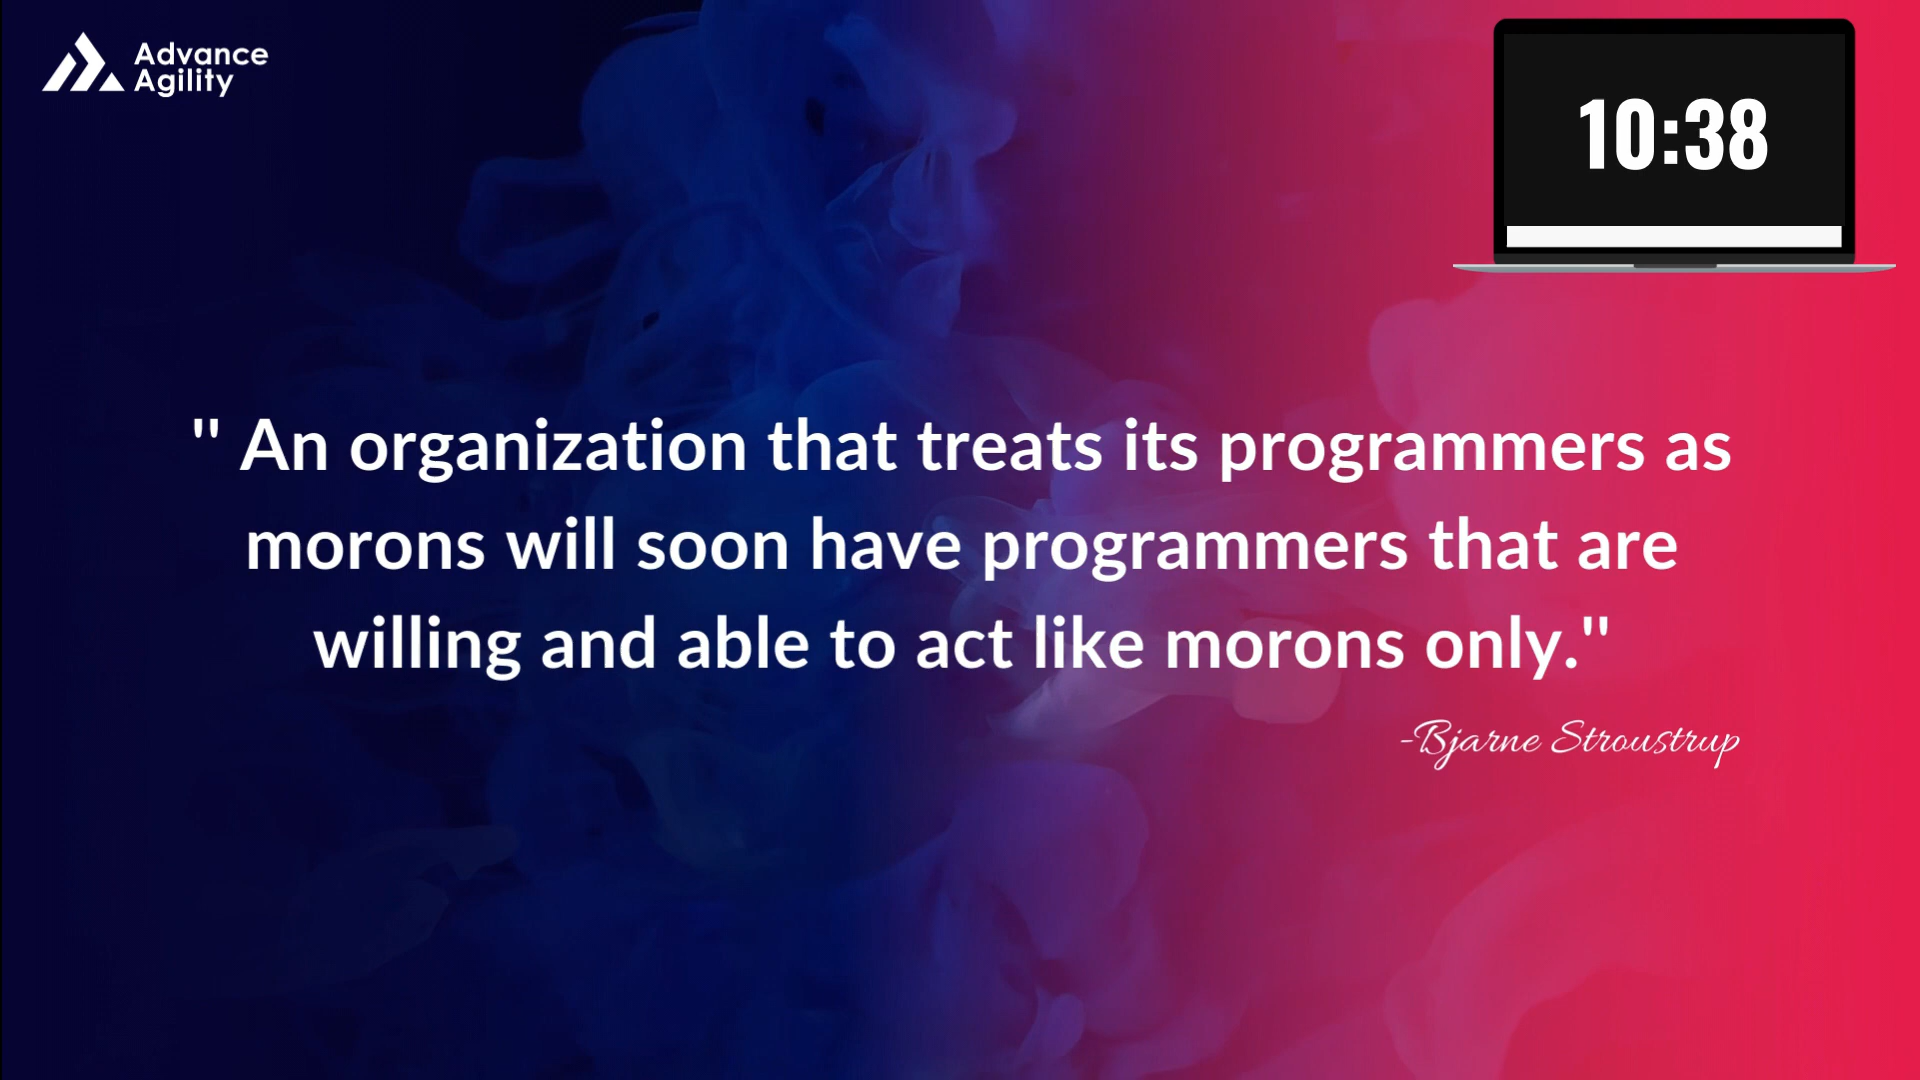 Advance
Agility
10:38
" An organization that treats its programmers as
morons will soon have programmers that are
willing and able to act like morons only."
-Bjarne Stroustrup